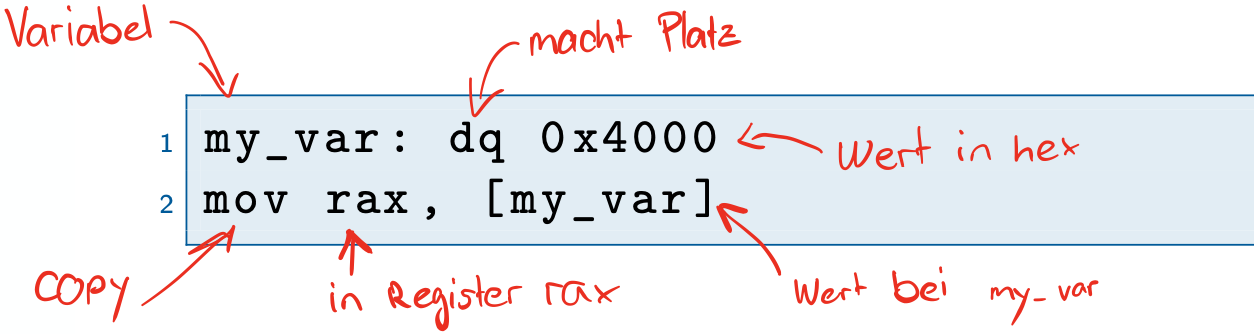 Variabel
macht Platz
1 my_var: dq 0x4000
Wert in hex
2 mov rax, [my_var]
COPY
in Register rax
Wert bei my_var